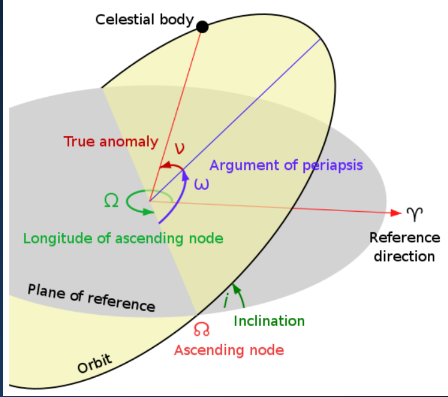 Celestial body
True anomaly
ν
Argument of periapsis
ω
Ω
♈
Longitude of ascending node
Reference
direction
Plane of reference
i
Inclination
☊
Ascending node
Orbit